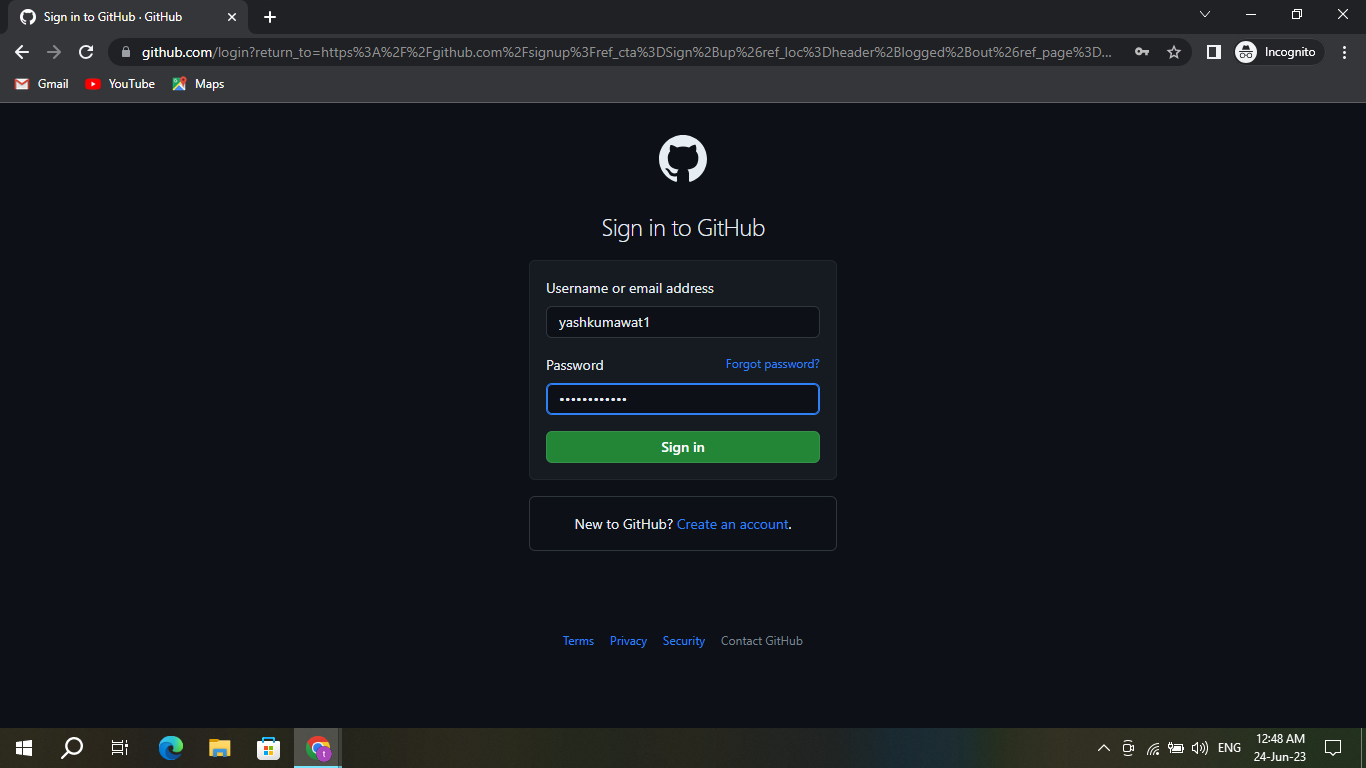 Sign in to GitHub · GitHub
github.com/login?return_to=https%3A%2F%2Fgithub.com%2Fsignup%3Fref_cta%3DSign%2Bup%26ref_loc%3Dheader%2Blogged%2Bout%26ref_page%3D...
Incognito
Gmail YouTube Maps
Sign in to GitHub
Username or email address
yashkumawat1
Password Forgot password?
••••••••••••
Sign in
New to GitHub? Create an account.
Terms Privacy Security Contact GitHub
t
ENG
12:48 AM
24-Jun-23